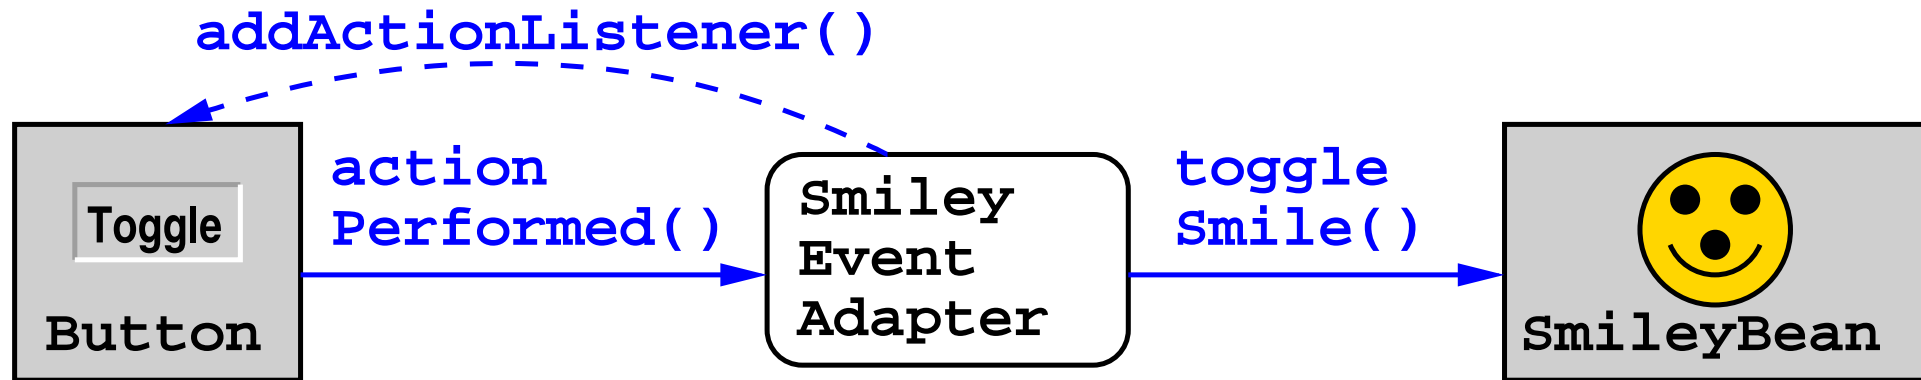 addActionListener()
action
Performed()
toggle
Smile()
Toggle
Button
Smiley
Event
Adapter
SmileyBean